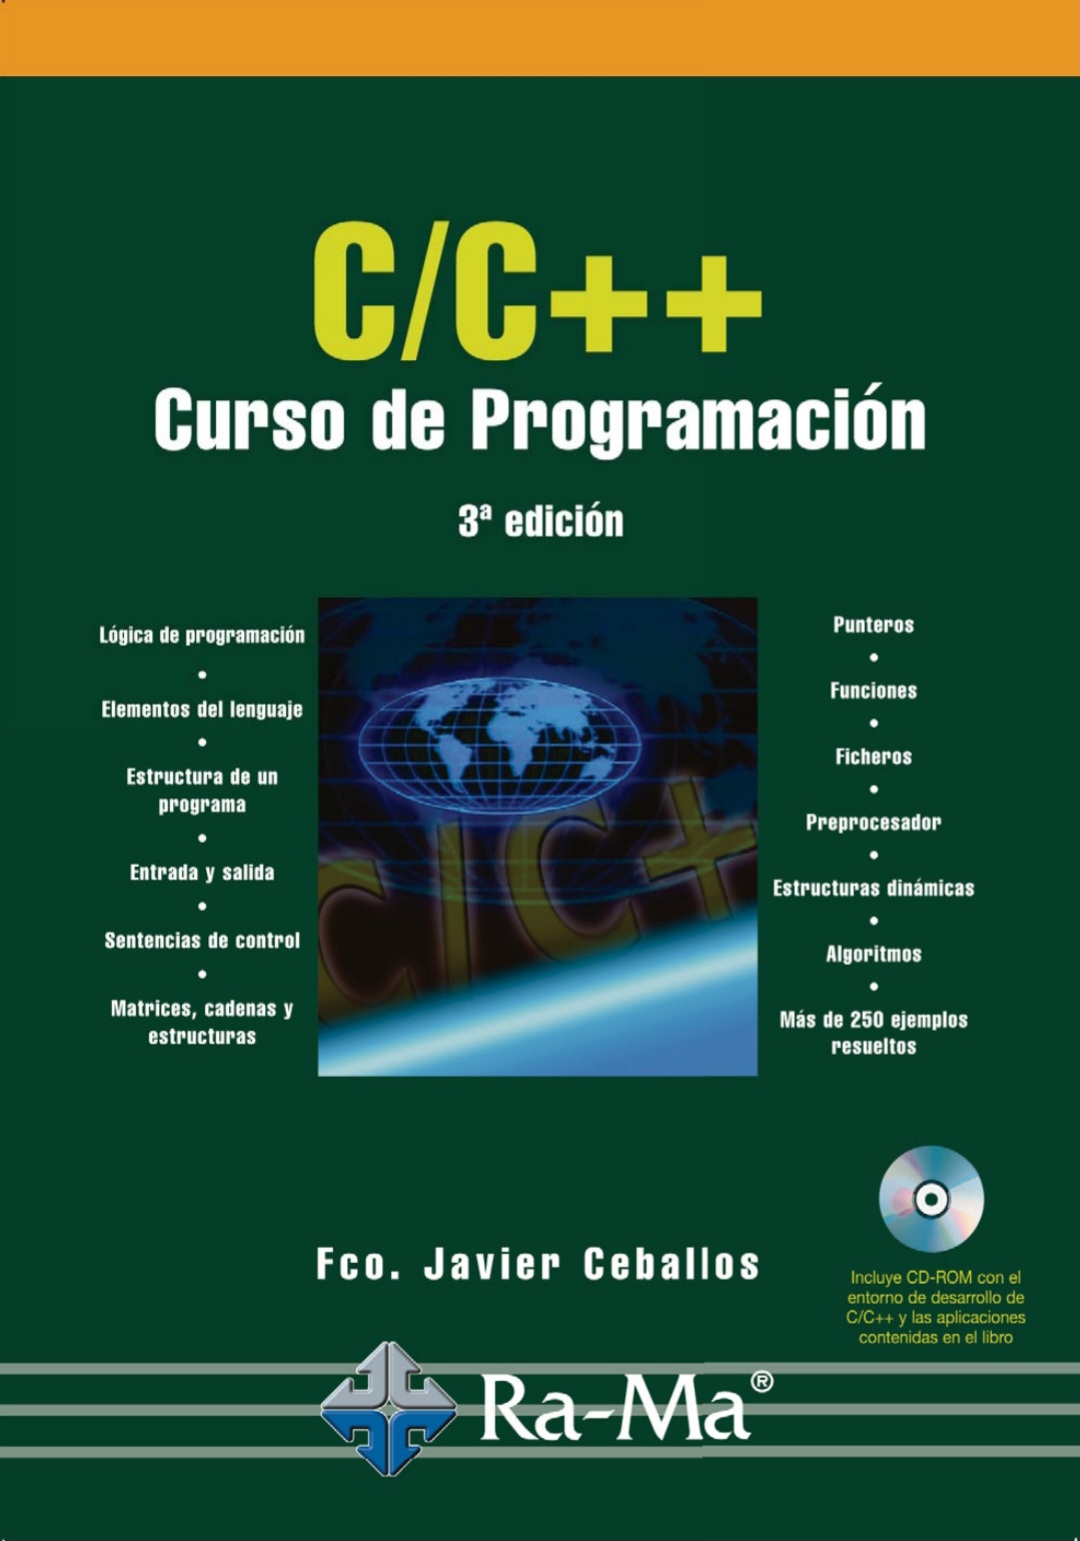 C/C++
Curso de Programación
3ª edición
Lógica de programación
•
Elementos del lenguaje
•
Estructura de un
programa
•
Entrada y salida
•
Sentencias de control
•
Matrices, cadenas y
estructuras
C/C+
Punteros
•
Funciones
•
Ficheros
•
Preprocesador
•
Estructuras dinámicas
•
Algoritmos
•
Más de 250 ejemplos
resueltos
Fco. Javier Ceballos
Incluye CD-ROM con el
entorno de desarrollo de
C/C++ y las aplicaciones
contenidas en el libro
Ra-Ma®